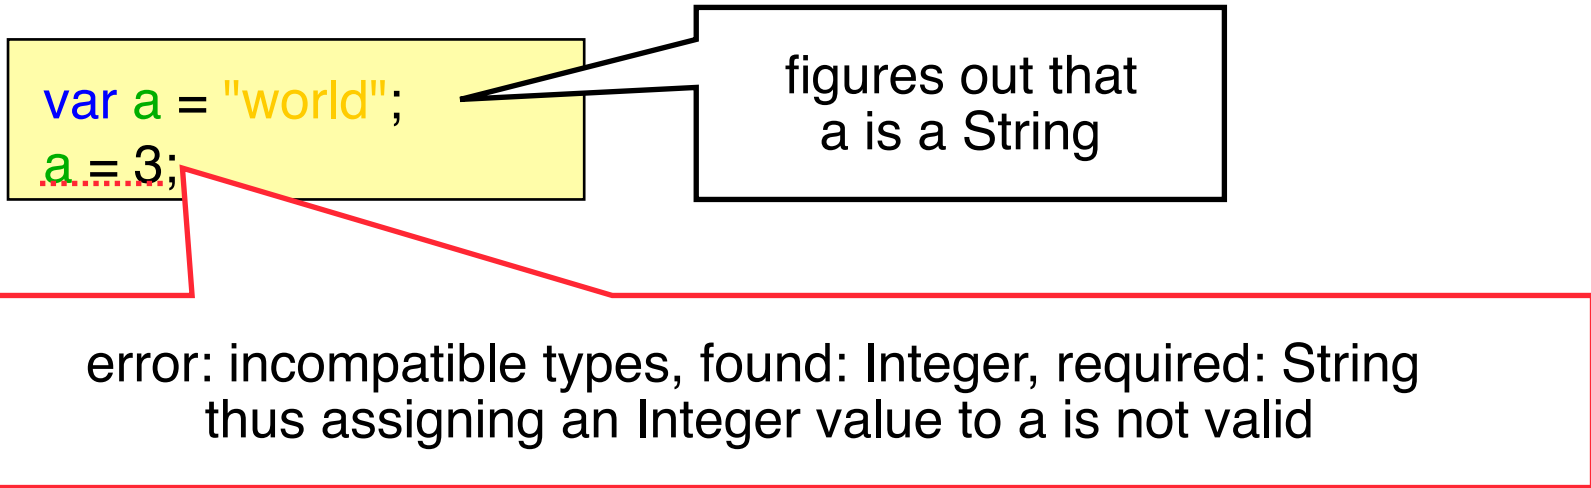 var a = "world";
a = 3;
figures out that
a is a String
error: incompatible types, found: Integer, required: String
thus assigning an Integer value to a is not valid